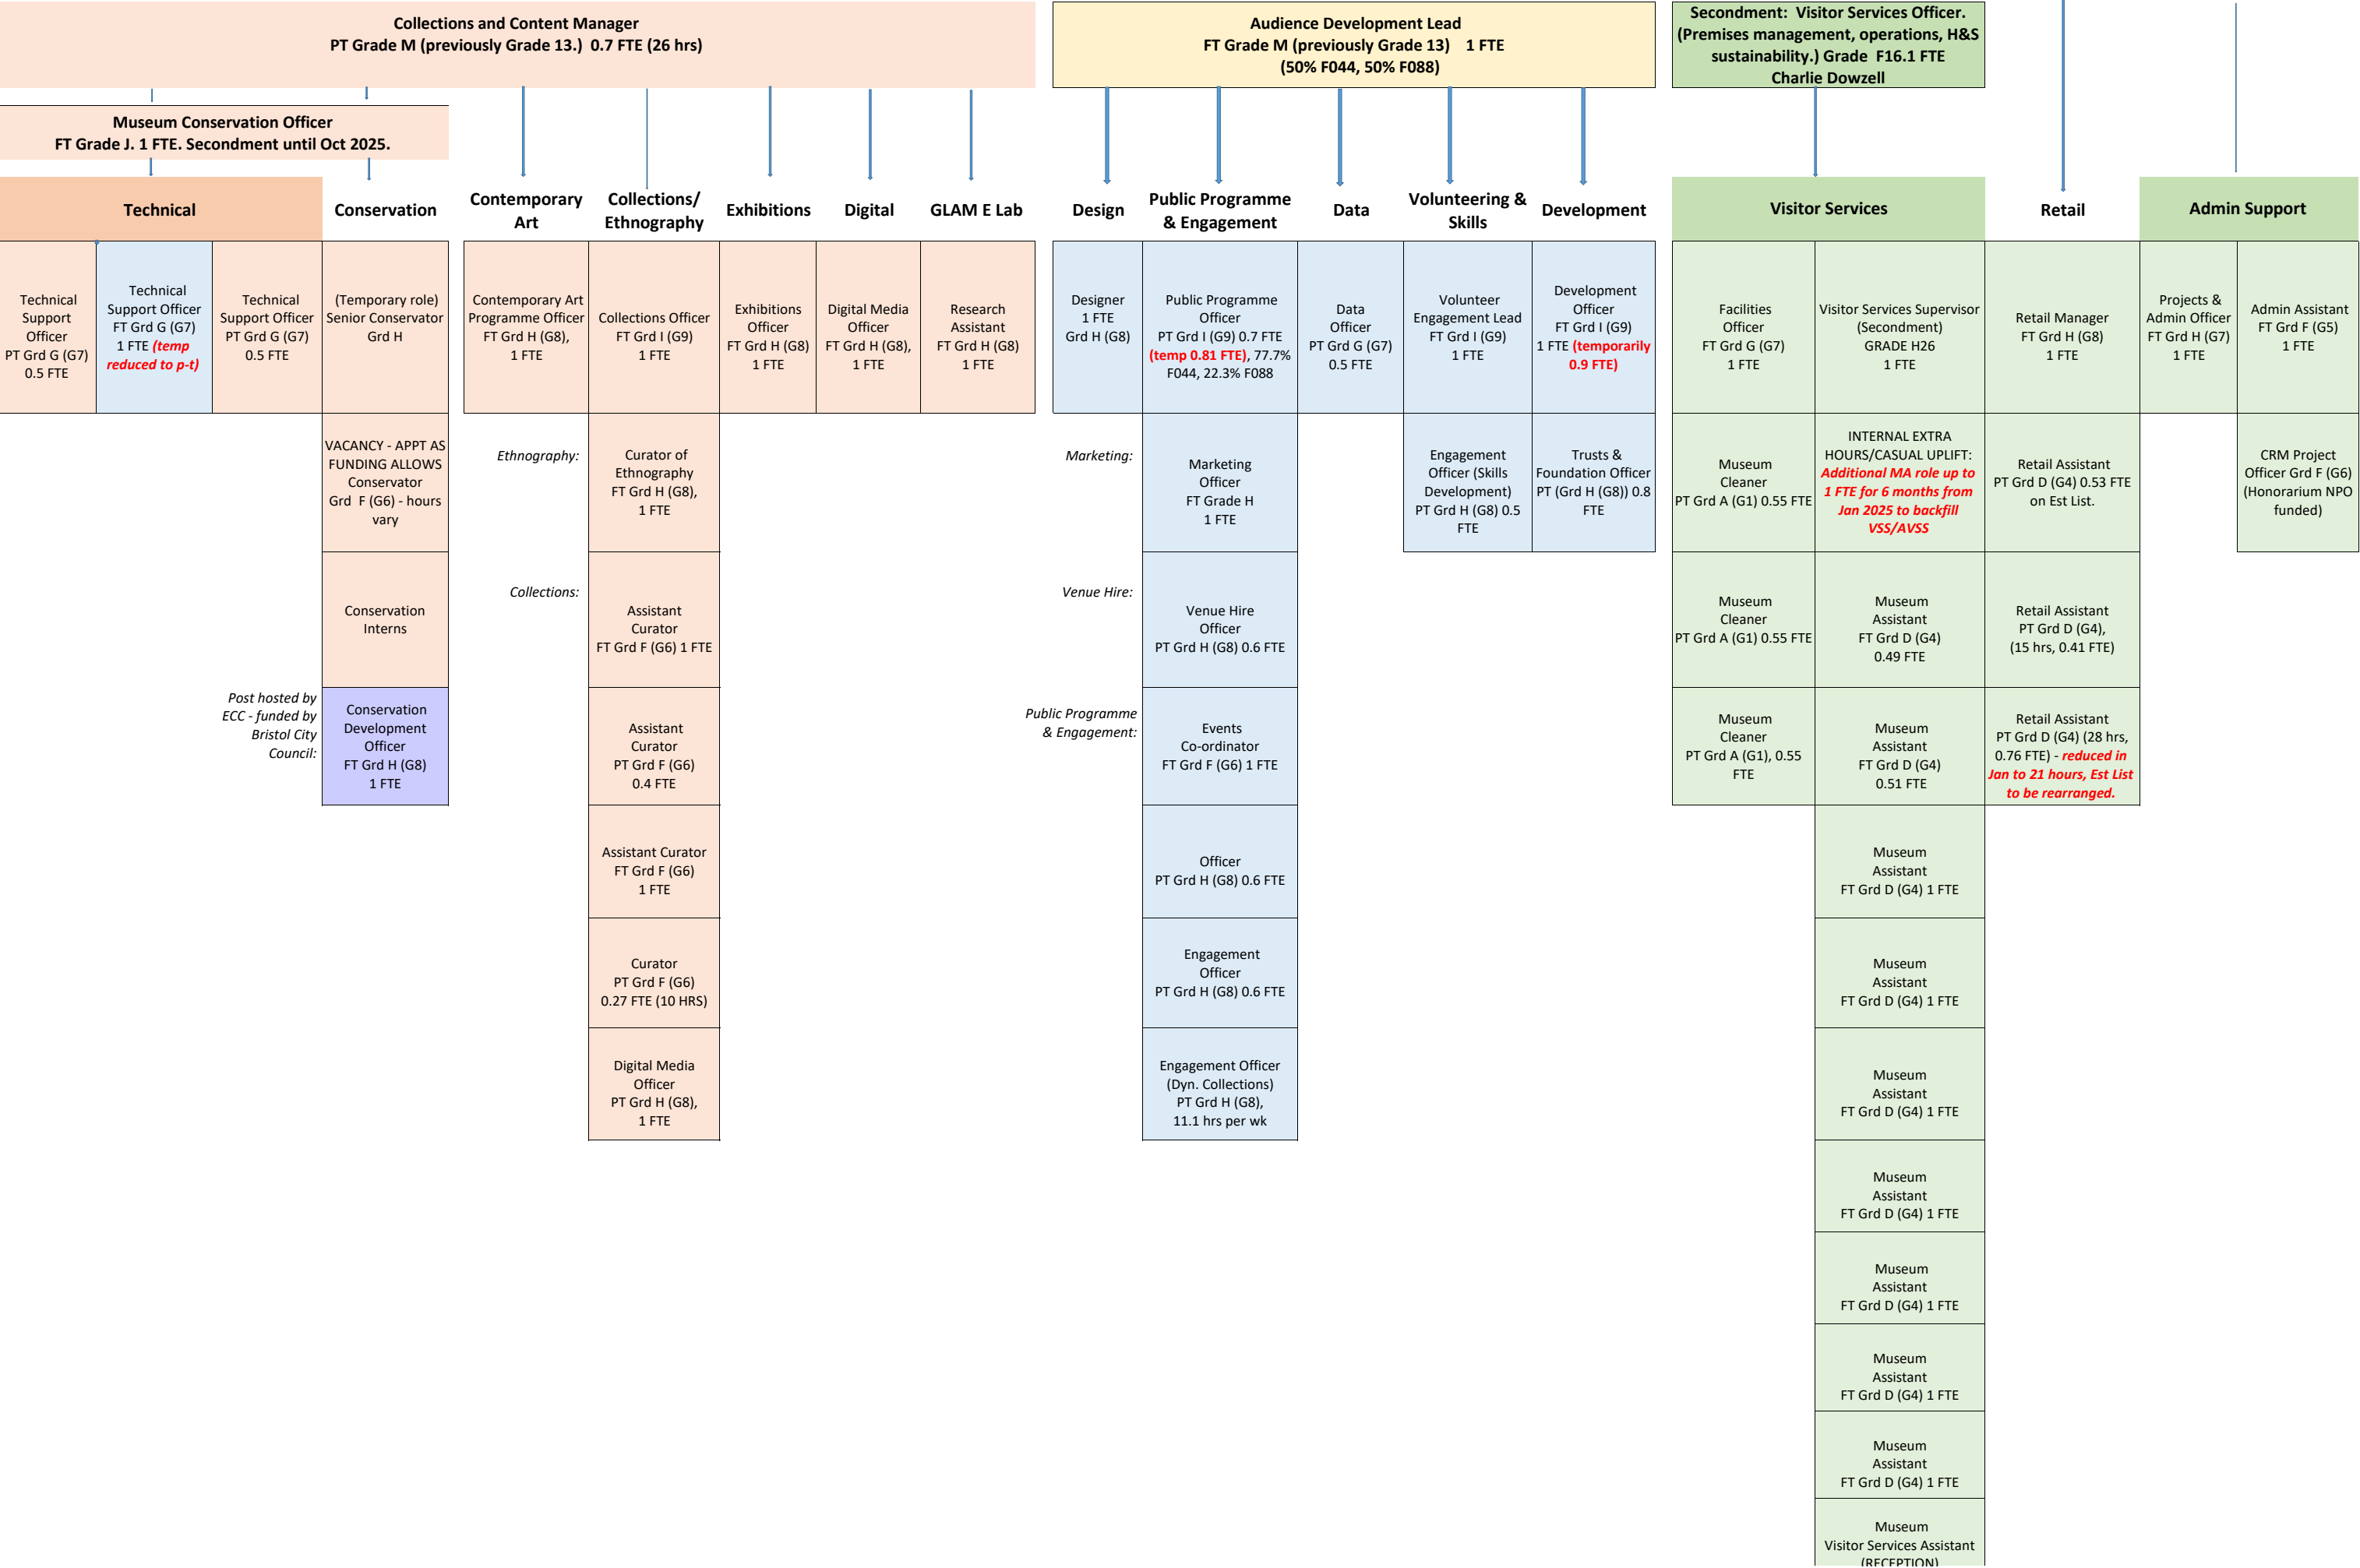 Collections and Content Manager
PT Grade M (previously Grade 13.)  0.7 FTE (26 hrs)
Audience Development Lead
FT Grade M (previously Grade 13)    1 FTE
(50% F044, 50% F088)
Secondment:  Visitor Services Officer.
(Premises management, operations, H&S
sustainability.) Grade  F16.1 FTE
Charlie Dowzell
Museum Conservation Officer
FT Grade J. 1 FTE. Secondment until Oct 2025.
Technical
Conservation
Contemporary
Art
Collections/
Ethnography
Exhibitions
Digital
GLAM E Lab
Design
Public Programme
& Engagement
Data
Volunteering &
Skills
Development
Visitor Services
Retail
Admin Support
Technical
Support
Officer
PT Grd G (G7)
0.5 FTE
Technical
Support Officer
FT Grd G (G7)
1 FTE (temp
reduced to p-t)
Technical
Support Officer
PT Grd G (G7)
0.5 FTE
(Temporary role)
Senior Conservator
Grd H
Contemporary Art
Programme Officer
FT Grd H (G8),
1 FTE
Collections Officer
FT Grd I (G9)
1 FTE
Exhibitions
Officer
FT Grd H (G8)
1 FTE
Digital Media
Officer
FT Grd H (G8),
1 FTE
Research
Assistant
FT Grd H (G8)
1 FTE
Designer
1 FTE
Grd H (G8)
Public Programme
Officer
PT Grd I (G9) 0.7 FTE
(temp 0.81 FTE), 77.7%
F044, 22.3% F088
Data
Officer
PT Grd G (G7)
0.5 FTE
Volunteer
Engagement Lead
FT Grd I (G9)
1 FTE
Development
Officer
FT Grd I (G9)
1 FTE (temporarily
0.9 FTE)
Facilities
Officer
FT Grd G (G7)
1 FTE
Visitor Services Supervisor
(Secondment)
GRADE H26
1 FTE
Retail Manager
FT Grd H (G8)
1 FTE
Projects &
Admin Officer
FT Grd H (G7)
1 FTE
Admin Assistant
FT Grd F (G5)
1 FTE
VACANCY - APPT AS
FUNDING ALLOWS
Conservator
Grd  F (G6) - hours
vary
Ethnography:
Curator of
Ethnography
FT Grd H (G8),
1 FTE
Marketing:
Marketing
Officer
FT Grade H
1 FTE
Engagement
Officer (Skills
Development)
PT Grd H (G8) 0.5
FTE
Trusts &
Foundation Officer
PT (Grd H (G8)) 0.8
FTE
Museum
Cleaner
PT Grd A (G1) 0.55 FTE
INTERNAL EXTRA
HOURS/CASUAL UPLIFT:
Additional MA role up to
1 FTE for 6 months from
Jan 2025 to backfill
VSS/AVSS
Retail Assistant
PT Grd D (G4) 0.53 FTE
on Est List.
CRM Project
Officer Grd F (G6)
(Honorarium NPO
funded)
Conservation
Interns
Collections:
Assistant
Curator
FT Grd F (G6) 1 FTE
Venue Hire:
Venue Hire
Officer
PT Grd H (G8) 0.6 FTE
Museum
Cleaner
PT Grd A (G1) 0.55 FTE
Museum
Assistant
FT Grd D (G4)
0.49 FTE
Retail Assistant
PT Grd D (G4),
(15 hrs, 0.41 FTE)
Post hosted by
ECC - funded by
Bristol City
Council:
Conservation
Development
Officer
FT Grd H (G8)
1 FTE
Assistant
Curator
PT Grd F (G6)
0.4 FTE
Public Programme
& Engagement:
Events
Co-ordinator
FT Grd F (G6) 1 FTE
Museum
Cleaner
PT Grd A (G1), 0.55
FTE
Museum
Assistant
FT Grd D (G4)
0.51 FTE
Retail Assistant
PT Grd D (G4) (28 hrs,
0.76 FTE) - reduced in
Jan to 21 hours, Est List
to be rearranged.
Assistant Curator
FT Grd F (G6)
1 FTE
Officer
PT Grd H (G8) 0.6 FTE
Museum
Assistant
FT Grd D (G4) 1 FTE
Curator
PT Grd F (G6)
0.27 FTE (10 HRS)
Engagement
Officer
PT Grd H (G8) 0.6 FTE
Museum
Assistant
FT Grd D (G4) 1 FTE
Digital Media
Officer
PT Grd H (G8),
1 FTE
Engagement Officer
(Dyn. Collections)
PT Grd H (G8),
11.1 hrs per wk
Museum
Assistant
FT Grd D (G4) 1 FTE
Museum
Assistant
FT Grd D (G4) 1 FTE
Museum
Assistant
FT Grd D (G4) 1 FTE
Museum
Assistant
FT Grd D (G4) 1 FTE
Museum
Assistant
FT Grd D (G4) 1 FTE
Museum
Visitor Services Assistant
(RECEPTION)